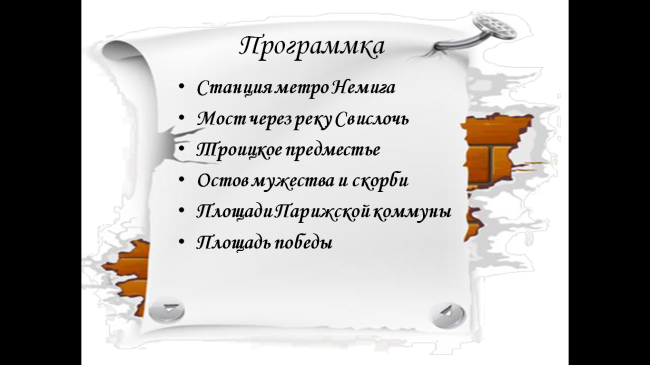 Программка
• Станция метро Немига
• Мост через реку Свислочь
• Троицкое предместье
• Остов мужества и скорби
• Площади Парижской коммуны
• Площадь победы